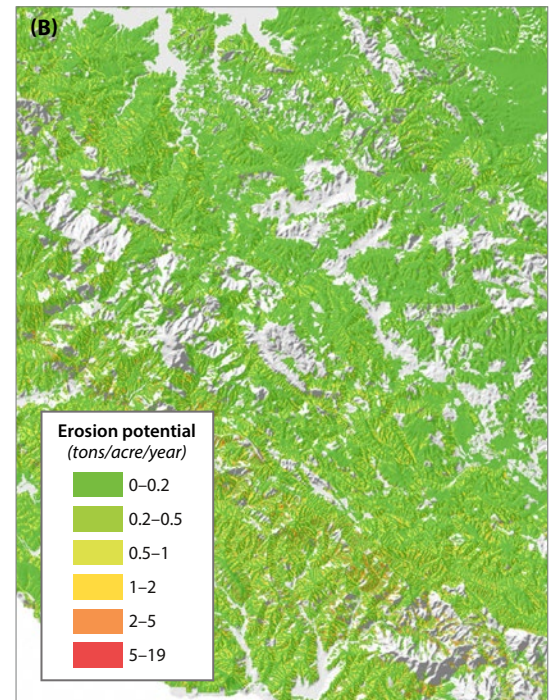 (B)
Erosion potential
(tons/acre/year)
0–0.2
0.2–0.5
0.5–1
1–2
2–5
5–19